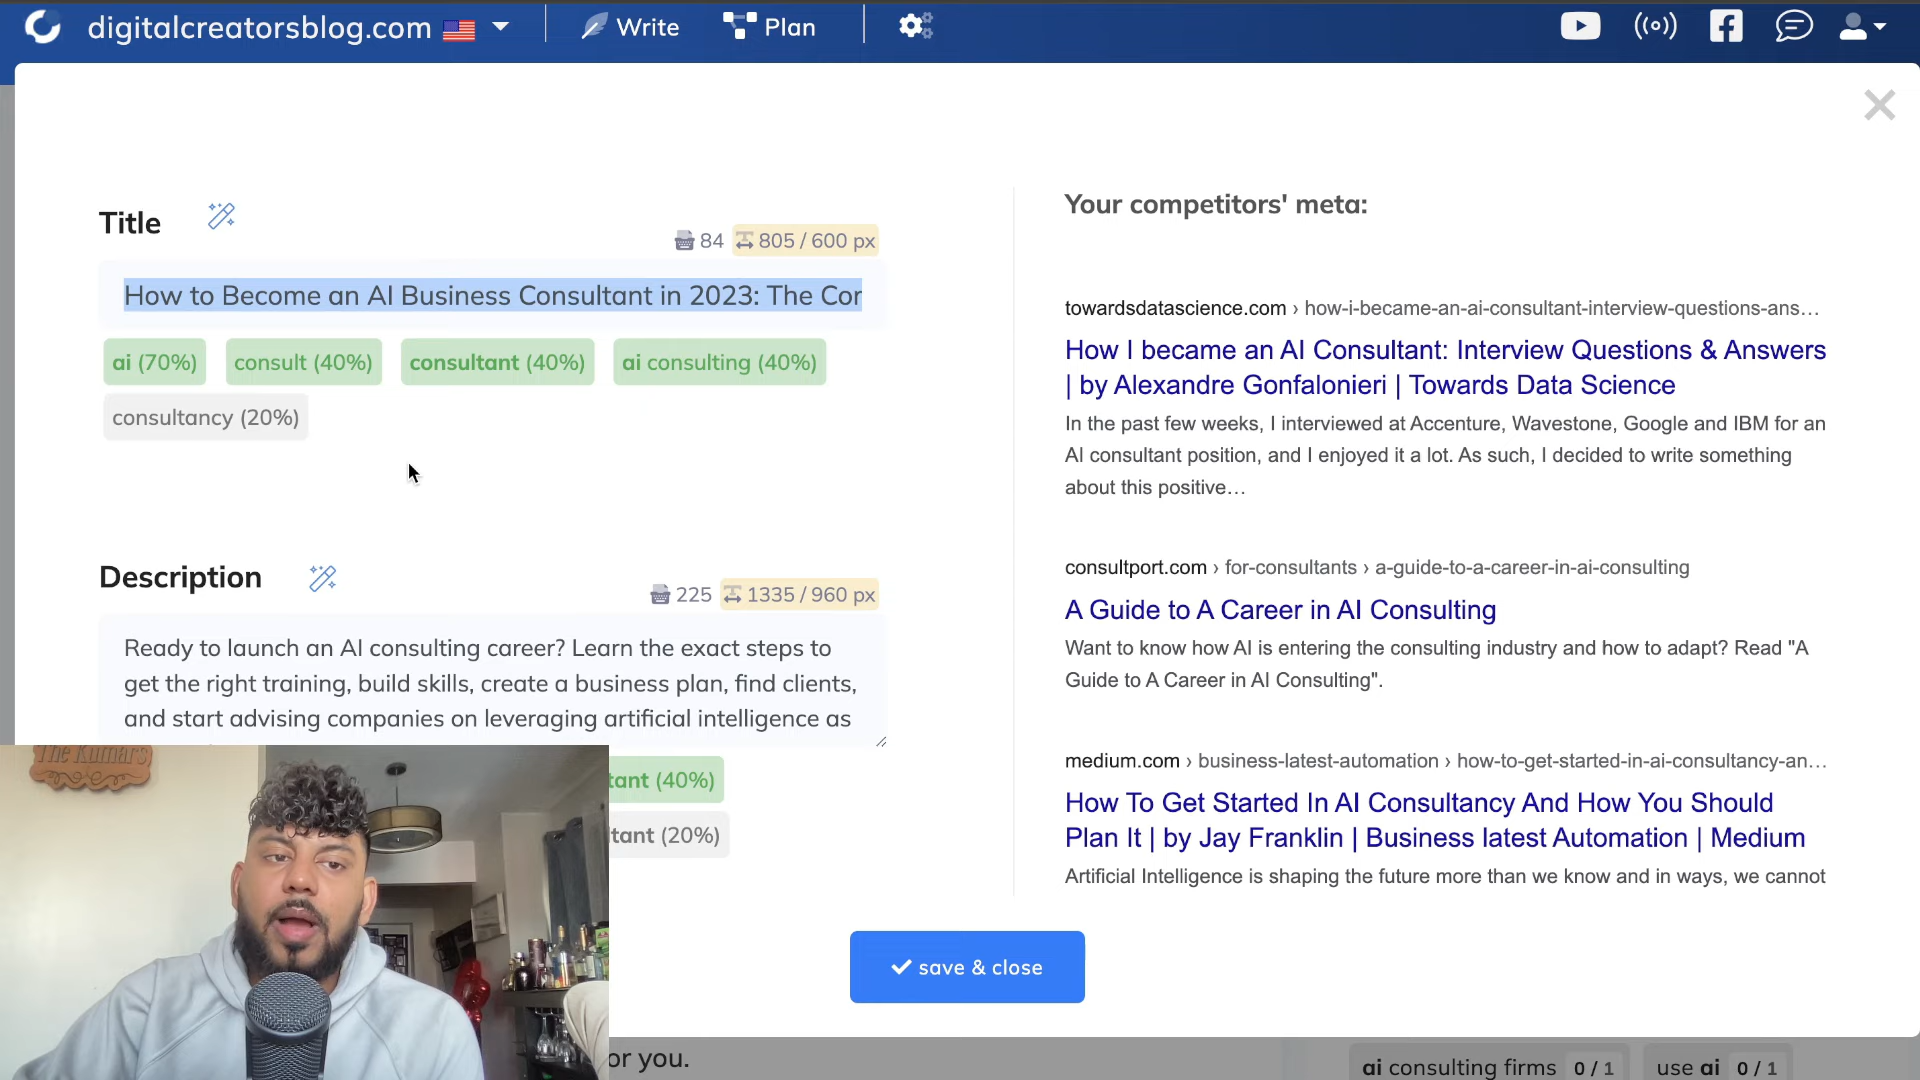 digitalcreatorsblog.com
Write
Plan
Title
84
805 / 600 px
How to Become an AI Business Consultant in 2023: The Cor
ai (70%)
consult (40%)
consultant (40%)
ai consulting (40%)
consultancy (20%)
Description
225
1335 / 960 px
Ready to launch an AI consulting career? Learn the exact steps to
get the right training, build skills, create a business plan, find clients,
and start advising companies on leveraging artificial intelligence as
tant (40%)
tant (20%)
The Kumar's
Your competitors' meta:
towardsdatascience.com › how-i-became-an-ai-consultant-interview-questions-ans...
How I became an AI Consultant: Interview Questions & Answers
| by Alexandre Gonfalonieri | Towards Data Science
In the past few weeks, I interviewed at Accenture, Wavestone, Google and IBM for an
AI consultant position, and I enjoyed it a lot. As such, I decided to write something
about this positive...
consultport.com › for-consultants › a-guide-to-a-career-in-ai-consulting
A Guide to A Career in AI Consulting
Want to know how AI is entering the consulting industry and how to adapt? Read "A
Guide to A Career in AI Consulting".
medium.com › business-latest-automation › how-to-get-started-in-ai-consultancy-an...
How To Get Started In AI Consultancy And How You Should
Plan It | by Jay Franklin | Business latest Automation | Medium
Artificial Intelligence is shaping the future more than we know and in ways, we cannot
save & close
or you.
ai consulting firms 0 / 1
use ai 0 / 1